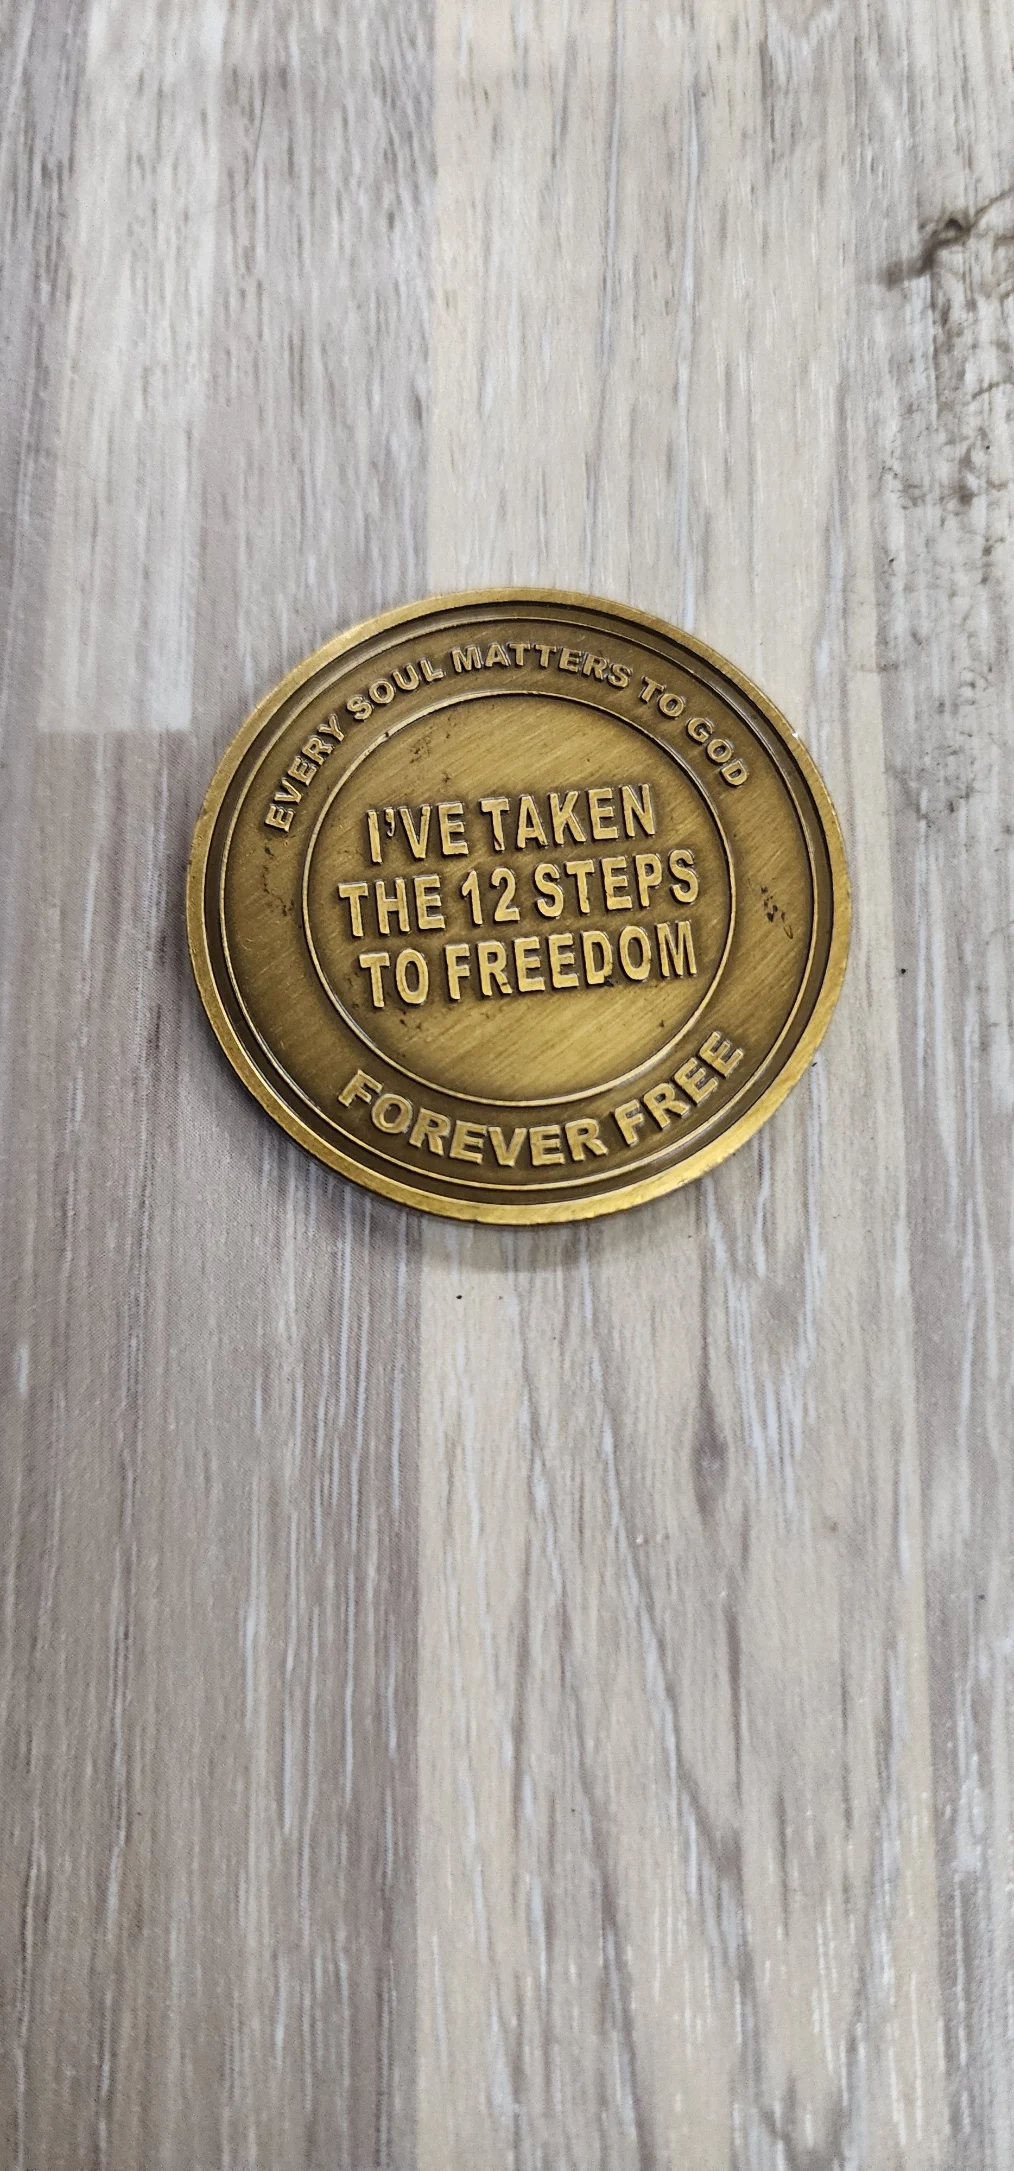 EVERY SOUL MATTERS TO GOD
I'VE TAKEN
THE 12 STEPS
TO FREEDOM
FOREVER FREE